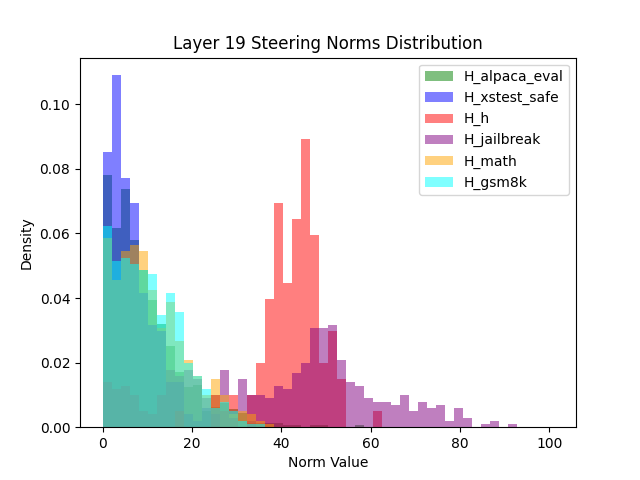 Layer 19 Steering Norms Distribution
H_alpaca_eval
H_xstest_safe
H_h
H_jailbreak
H_math
H_gsm8k
0.10
0.08
0.06
0.04
0.02
0.00
Density
0 20 40 60 80 100
Norm Value